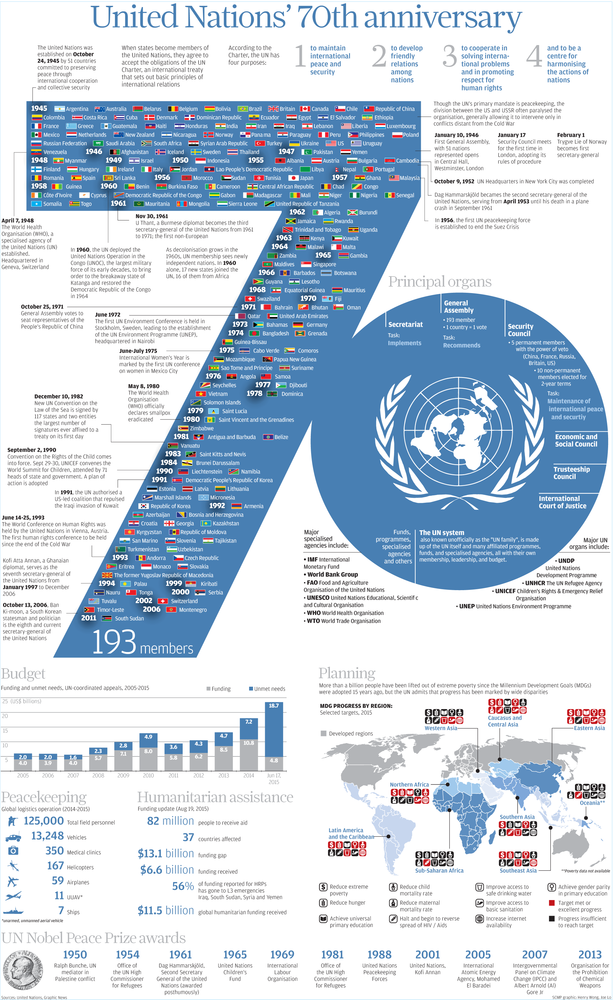 United Nations' 70th anniversary
The United Nations was
established on October
24, 1945 by 51 countries
committed to preserving
peace through
international cooperation
and collective security
When states become members of
the United Nations, they agree to
accept the obligations of the UN
Charter, an international treaty
that sets out basic principles of
international relations
According to the
Charter, the UN has
four purposes:
1 to maintain
international
peace and
security
2 to develop
friendly
relations
among
nations
3 to cooperate in
solving interna-
tional problems
and in promoting
respect for
human rights
4 and to be a
centre for
harmonising
the actions of
nations
1945 Argentina Australia Belarus Belgium Bolivia Brazil Britain Canada Chile Republic of China
Colombia Costa Rica Cuba Denmark Dominican Republic Ecuador Egypt El Salvador Ethiopia
France Greece Guatemala Haiti Honduras India Iran Iraq Lebanon Liberia Luxembourg
Mexico Netherlands New Zealand Nicaragua Norway Panama Paraguay Peru Philippines Poland
Russian Federation Saudi Arabia South Africa Syrian Arab Republic Turkey Ukraine US Uruguay
Venezuela 1946 Afghanistan Iceland Sweden Thailand 1947 Pakistan Yemen
1948 Myanmar 1949 Israel 1950 Indonesia 1955 Albania Austria Bulgaria Cambodia
Finland Hungary Ireland Italy Jordan Lao People's Democratic Republic Libya Nepal Portugal
Romania Spain Sri Lanka 1956 Morocco Sudan Tunisia Japan 1957 Ghana Malaysia
1958 Guinea 1960 Benin Burkina Faso Cameroon Central African Republic Chad Congo
Côte d'Ivoire Cyprus Democratic Republic of the Congo Gabon Madagascar Mali Niger Nigeria Senegal
Somalia Togo 1961 Mauritania Mongolia Sierra Leone United Republic of Tanzania
1962 Algeria Burundi
Jamaica Rwanda
Trinidad and Tobago Uganda
1963 Kenya Kuwait
1964 Malawi Malta
Zambia 1965 Gambia
Maldives Singapore
1966 Barbados Botswana
Guyana Lesotho
1968 Equatorial Guinea Mauritius
Swaziland 1970 Fiji
1971 Bahrain Bhutan Oman
Qatar United Arab Emirates
1973 Bahamas Germany
1974 Bangladesh Grenada
Guinea-Bissau
1975 Cabo Verde Comoros
Mozambique Papua New Guinea
Sao Tome and Principe Suriname
1976 Angola Samoa
Seychelles 1977 Djibouti
Vietnam 1978 Dominica
Solomon Islands
1979 Saint Lucia
1980 Saint Vincent and the Grenadines
Zimbabwe
1981 Antigua and Barbuda Belize
Vanuatu
1983 Saint Kitts and Nevis
1984 Brunei Darussalam
1990 Liechtenstein Namibia
1991 Democratic People's Republic of Korea
Estonia Latvia Lithuania
Marshall Islands Micronesia
Republic of Korea 1992 Armenia
Azerbaijan Bosnia and Herzegovina
Croatia Georgia Kazakhstan
Kyrgyzstan Republic of Moldova
San Marino Slovenia Tajikistan
Turkmenistan Uzbekistan
1993 Andorra Czech Republic
Eritrea Monaco Slovakia
The former Yugoslav Republic of Macedonia
1994 Palau 1999 Kiribati
Nauru Tonga 2000 Serbia
Tuvalu 2002 Switzerland
Timor-Leste 2006 Montenegro
2011 South Sudan
193 members
Though the UN's primary mandate is peacekeeping, the
division between the US and USSR often paralysed the
organisation, generally allowing it to intervene only in
conflicts distant from the Cold War
January 10, 1946
First General Assembly,
with 51 nations
represented opens
in Central Hall,
Westminster, London
January 17
Security Council meets
for the first time in
London, adopting its
rules of procedure
February 1
Trygve Lie of Norway
becomes first
secretary-general
October 9, 1952 UN Headquarters in New York City was completed
Dag Hammarskjöld becames the second secretary-general of the
United Nations, serving from April 1953 until his death in a plane
crash in September 1961
In 1956, the first UN peacekeeping force
is established to end the Suez Crisis
April 7, 1948
The World Health
Organisation (WHO), a
specialised agency of
the United Nations (UN)
established.
Headquartered in
Geneva, Switzerland
Nov 30, 1961
U Thant, a Burmese diplomat becomes the third
secretary-general of the United Nations from 1961
to 1971; the first non-European
In 1960, the UN deployed the
United Nations Operation in the
Congo (UNOC), the largest military
force of its early decades, to bring
order to the breakaway state of
Katanga and restored the
Democratic Republic of the Congo
in 1964
As decolonisation grows in the
1960s, UN membership sees newly
independent nations. In 1960
alone, 17 new states joined the
UN, 16 of them from Africa
October 25, 1971
General Assembly votes to
seat representatives of the
People's Republic of China
June 1972
The first UN Environment Conference is held in
Stockholm, Sweden, leading to the establishment
of the UN Environment Programme (UNEP),
headquartered in Nairobi
June-July 1975
International Women's Year is
marked by the first UN conference
on women in Mexico City
May 8, 1980
The World Health
Organisation
(WHO) officially
declares smallpox
eradicated
December 10, 1982
New UN Convention on the
Law of the Sea is signed by
117 states and two entities
the largest number of
signatures ever affixed to a
treaty on its first day
September 2, 1990
Convention on the Rights of the Child comes
into force. Sept 29-30, UNICEF convenes the
World Summit for Children, attended by 71
heads of state and government. A plan of
action is adopted
In 1991, the UN authorised a
US-led coalition that repulsed
the Iraqi invasion of Kuwait
June 14-25, 1993
The World Conference on Human Rights was
held by the United Nations in Vienna, Austria.
The first human rights conference to be held
since the end of the Cold War
Kofi Atta Annan, a Ghanaian
diplomat, serves as the
seventh secretary-general of
the United Nations from
January 1997 to December
2006
October 13, 2006, Ban
Ki-moon, a South Korean
statesman and politician
is the eighth and current
secretary-general of
the United Nations
Principal organs
Secretariat
Task:
Implements
General
Assembly
• 193 member
• 1 country = 1 vote
Task:
Recommends
Security
Council
• 5 permanent members
with the power of veto
(China, France, Russia,
Britain, US)
• 10 non-permanent
members elected for
2-year terms
Task:
Maintenance of
international peace
and securtiy
Economic and
Social Council
Trusteeship
Council
International
Court of Justice
Funds,
programmes,
specialised
agencies
and others
The UN system
also known unofficially as the "UN family", is made
up of the UN itself and many affiliated programmes,
funds, and specialised agencies, all with their own
membership, leadership, and budget.
Major
specialised
agencies include:
• IMF International
Monetary Fund
• World Bank Group
• FAO Food and Agriculture
Organisation of the United Nations
• UNESCO United Nations Educational, Scientific
and Cultural Organisation
• WHO World Health Organisation
• WTO World Trade Organisation
Major UN
organs include:
• UNDP
United Nations
Development Programme
• UNHCR The UN Refugee Agency
• UNICEF Children's Rights & Emergency Relief
Organisation
• UNEP United Nations Environment Programme
Budget
Funding and unmet needs, UN-coordinated appeals, 2005-2015
Funding Unmet needs
25 (US$ billions)
20
15
10
5
2.0 2.0 1.6 2.3 2.8 4.9 3.6 4.3 4.7 7.2 18.7
4.0 3.9 4.0 5.7 7.1 8.0 5.8 6.2 8.5 10.8 4.8
2005 2006 2007 2008 2009 2010 2011 2012 2013 2014 Jun 17,
2015
Peacekeeping
Global logistics operation (2014-2015)
125,000 Total field personnel
13,248 Vehicles
350 Medical clinics
167 Helicopters
59 Airplanes
11 UUAV*
7 Ships
*unarmed, unmanned aerial vehicle
Humanitarian assistance
Funding update (Aug 19, 2015)
82 million people to receive aid
37 countries affected
$13.1 billion funding gap
$6.6 billion funding received
56% of funding reported for HRPs
has gone to L3 emergencies
Iraq, South Sudan, Syria and Yemen
$11.5 billion global humanitarian funding received
Planning
More than a billion people have been lifted out of extreme poverty since the Millennium Development Goals (MDGs)
were adopted 15 years ago, but the UN admits that progress has been marked by wide disparities
MDG PROGRESS BY REGION:
Selected targets, 2015
Developed regions
Western Asia
Caucasus and
Central Asia
Eastern Asia
Northern Africa
Oceania**
Southern Asia
Latin America
and the Caribbean
Sub-Saharan Africa
Southeast Asia
**Poverty data not available
Reduce extreme
poverty
Reduce hunger
Achieve universal
primary education
Reduce child
mortality rate
Reduce maternal
mortality rate
Halt and begin to reverse
spread of HIV / Aids
Improve access to
safe drinking water
Improve access to
basic sanitation
Increase internet
availability
Achieve gender parity
in primary education
Target met or
excellent progress
Progress insufficient
to reach target
UN Nobel Peace Prize awards
1950
Ralph Bunche, UN
mediator in
Palestine conflict
1954
Office of
the UN High
Commissioner
for Refugees
1961
Dag Hammarskjöld,
Second Secretary
General of the United
Nations (awarded
posthumously)
1965
United Nations
Children's
Fund
1969
International
Labour
Organisation
1981
Office of
the UN High
Commissioner
for Refugees
1988
United Nations
Peacekeeping
Forces
2001
United Nations,
Kofi Annan
2005
International
Atomic Energy
Agency, Mohamed
El Baradei
2007
Intergovernmental
Panel on Climate
Change (IPCC) and
Albert Arnold (Al)
Gore Jr
2013
Organisation for
the Prohibition
of Chemical
Weapons
Sources: United Nations, Graphic News
SCMP graphic: Henry Wong, Joe Lo